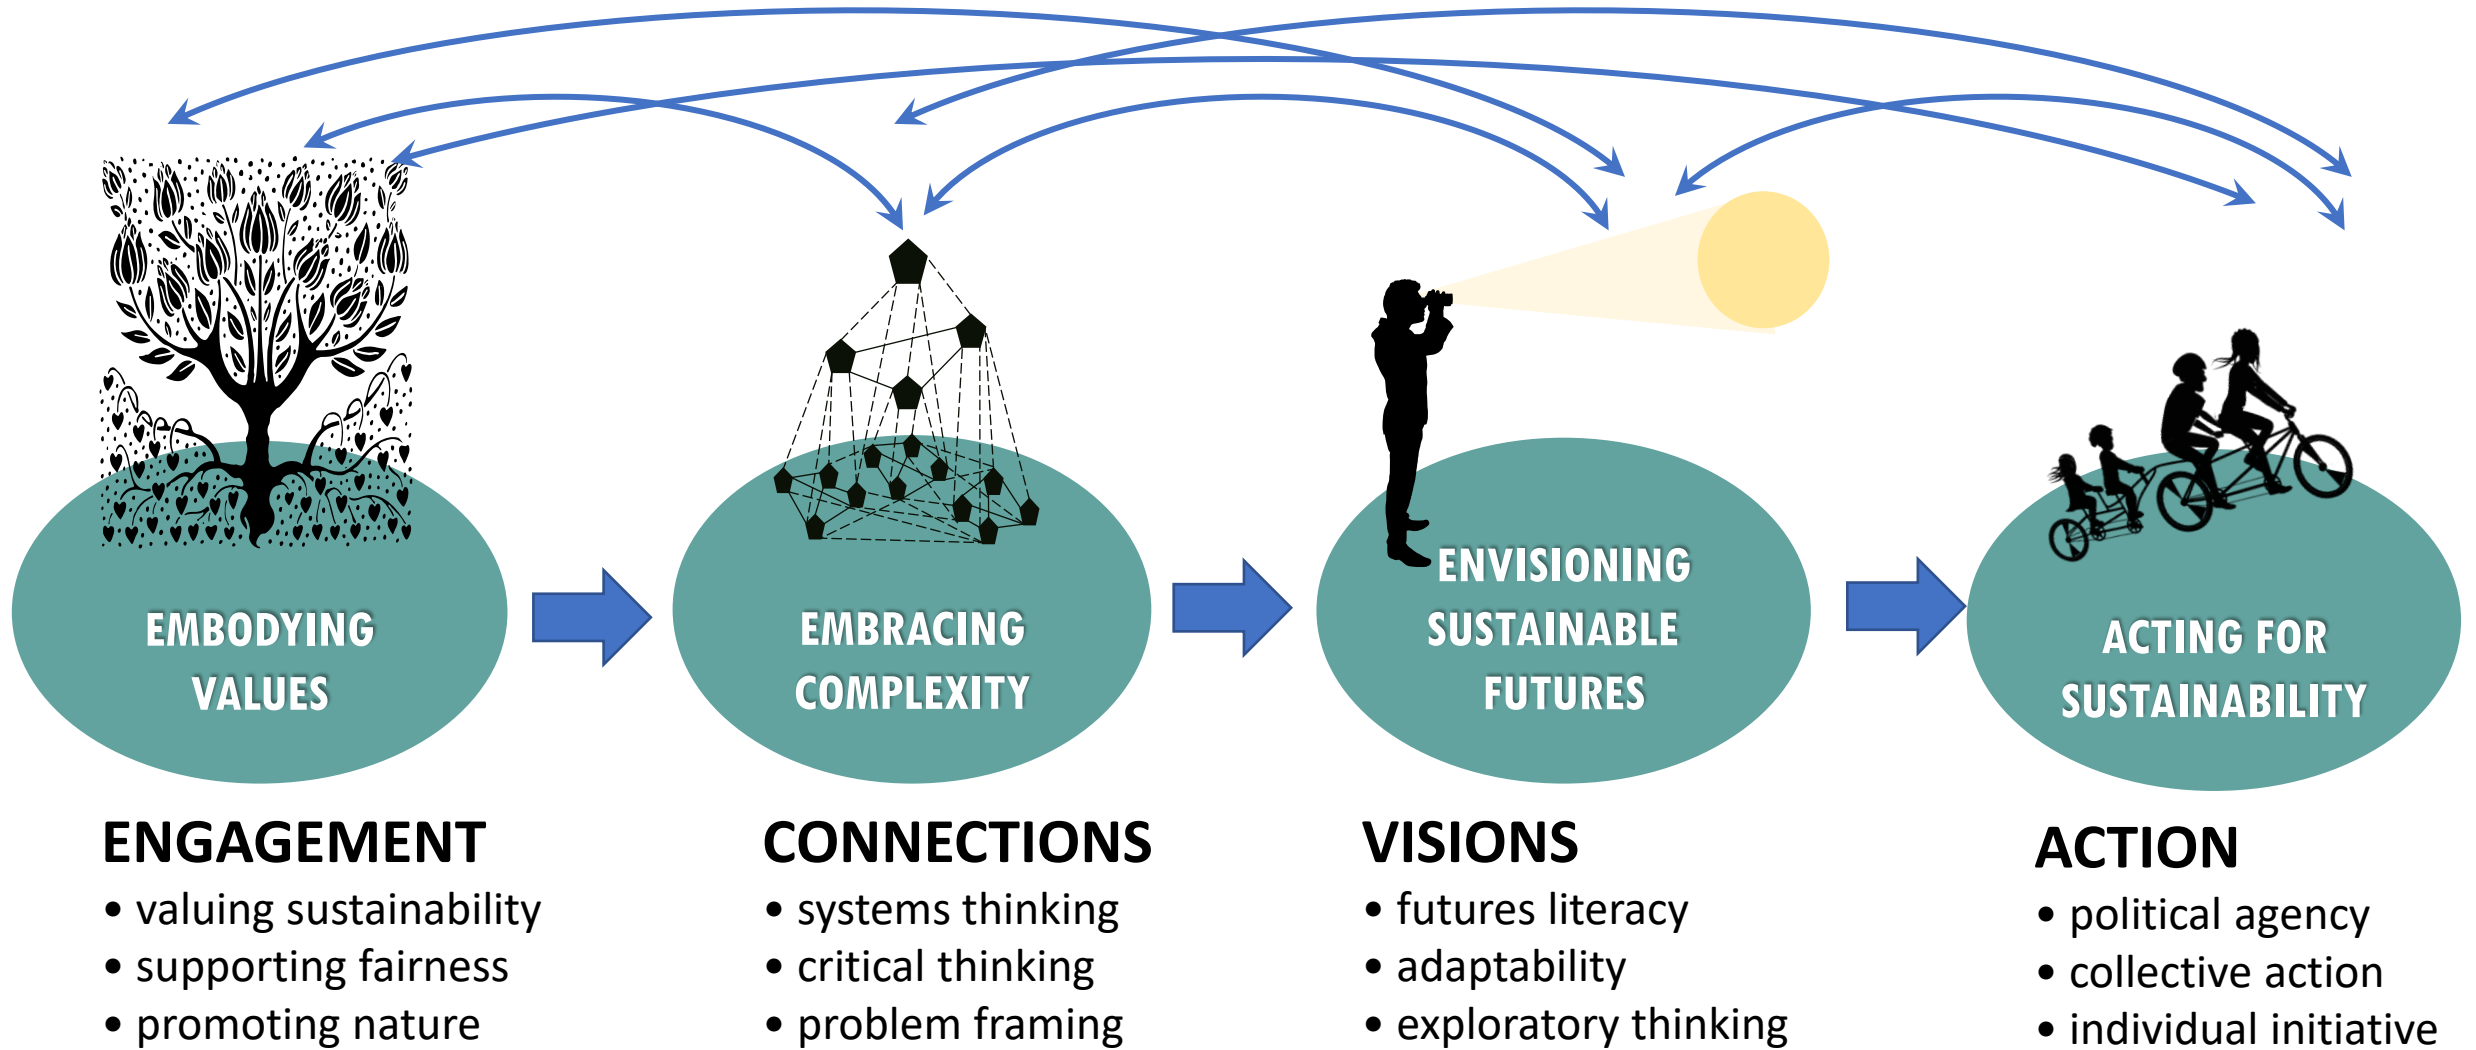 EMBODYING
VALUES
EMBRACING
COMPLEXITY
ENVISIONING
SUSTAINABLE
FUTURES
ACTING FOR
SUSTAINABILITY
ENGAGEMENT
• valuing sustainability
• supporting fairness
• promoting nature
CONNECTIONS
• systems thinking
• critical thinking
• problem framing
VISIONS
• futures literacy
• adaptability
• exploratory thinking
ACTION
• political agency
• collective action
• individual initiative